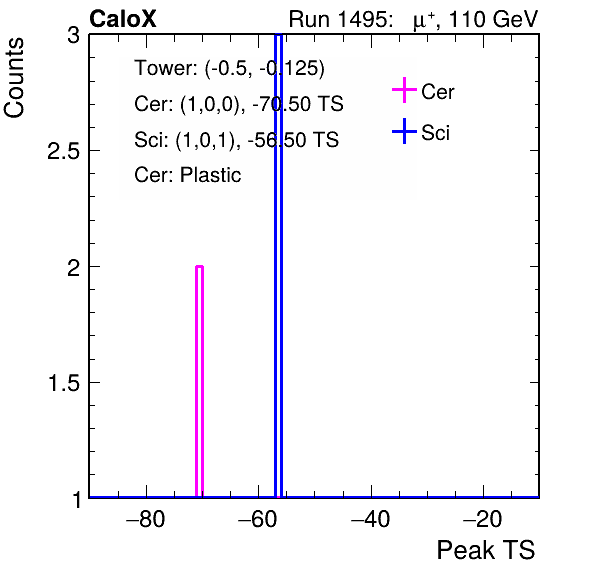 CaloX Run 1495: μ⁺, 110 GeV
Counts
3
2.5
2
1.5
1
Tower: (-0.5, -0.125)
Cer: (1,0,0), -70.50 TS
Sci: (1,0,1), -56.50 TS
Cer: Plastic
Cer
Sci
−80 −60 −40 −20
Peak TS